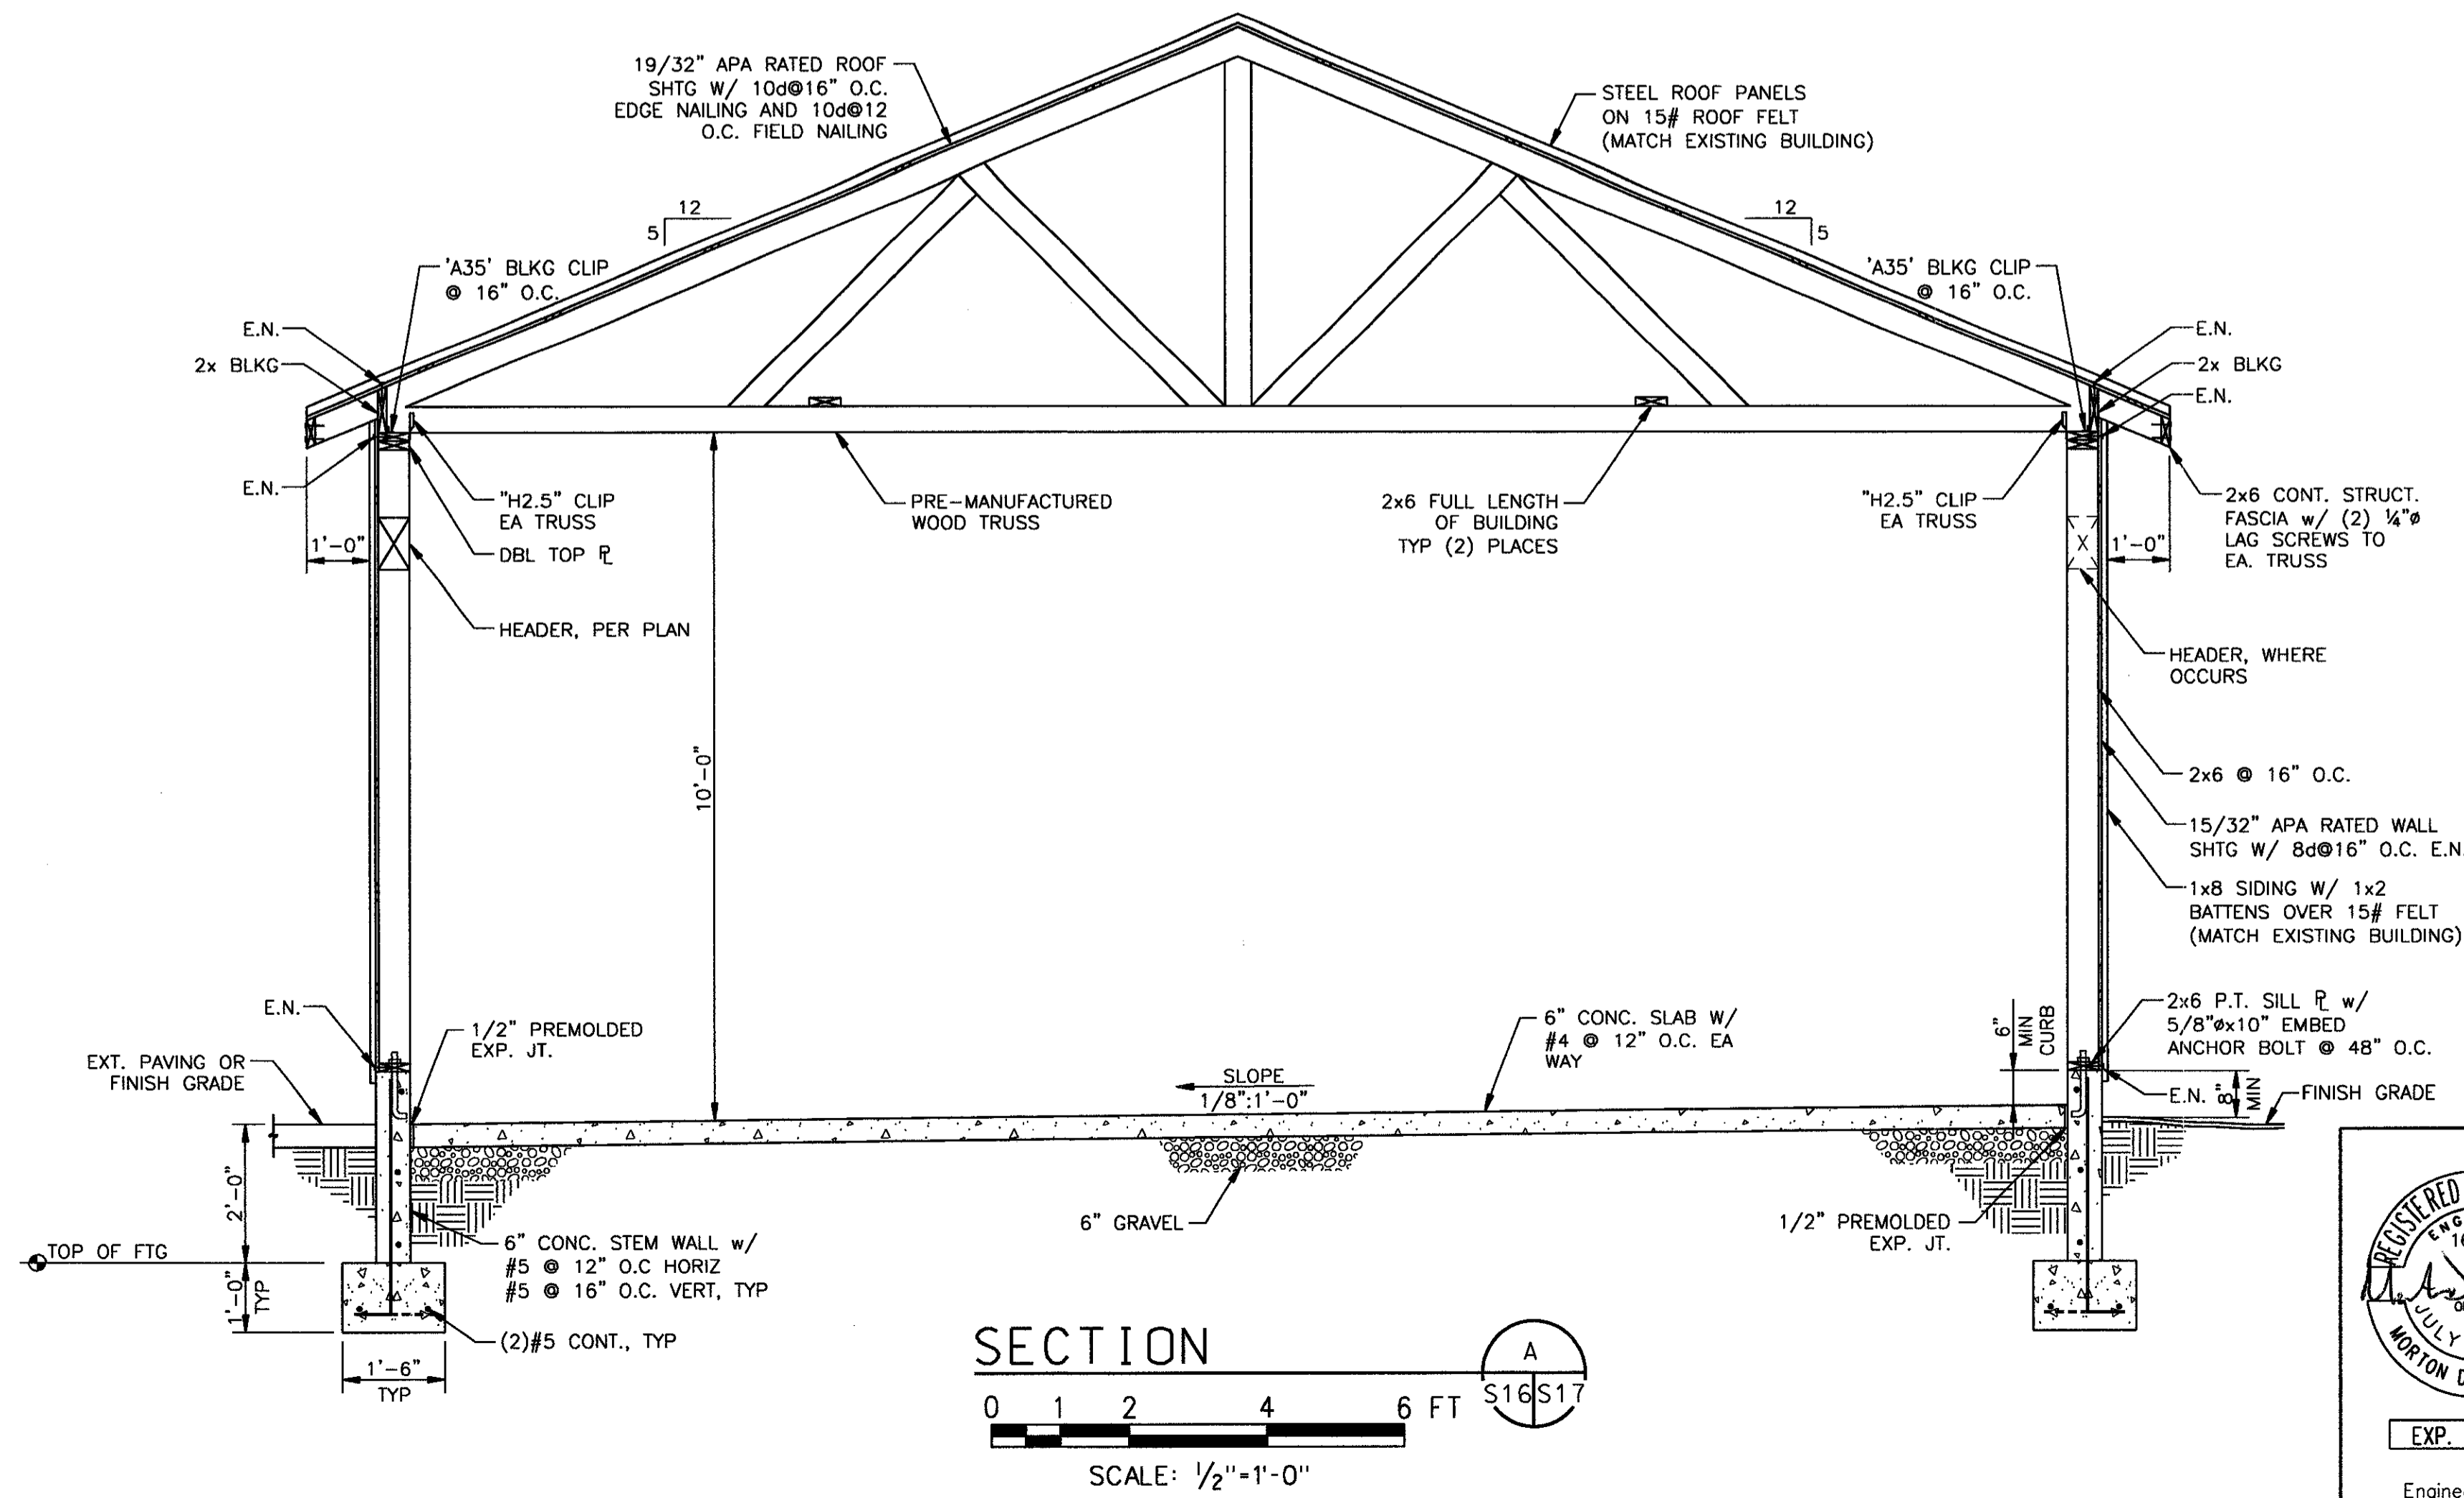 19/32" APA RATED ROOF
SHTG W/ 10d@16" O.C.
EDGE NAILING AND 10d@12
O.C. FIELD NAILING
STEEL ROOF PANELS
ON 15# ROOF FELT
(MATCH EXISTING BUILDING)
12
5
12
5
'A35' BLKG CLIP
@ 16" O.C.
'A35' BLKG CLIP
@ 16" O.C.
E.N.
2x BLKG
E.N.
E.N.
2x BLKG
E.N.
1'-0"
"H2.5" CLIP
EA TRUSS
DBL TOP PL
HEADER, PER PLAN
PRE-MANUFACTURED
WOOD TRUSS
2x6 FULL LENGTH
OF BUILDING
TYP (2) PLACES
"H2.5" CLIP
EA TRUSS
X
1'-0"
2x6 CONT. STRUCT.
FASCIA w/ (2) 1/4"ø
LAG SCREWS TO
EA. TRUSS
HEADER, WHERE
OCCURS
10'-0"
2x6 @ 16" O.C.
15/32" APA RATED WALL
SHTG W/ 8d@16" O.C. E.N.
1x8 SIDING W/ 1x2
BATTENS OVER 15# FELT
(MATCH EXISTING BUILDING)
E.N.
1/2" PREMOLDED
EXP. JT.
EXT. PAVING OR
FINISH GRADE
SLOPE
1/8":1'-0"
6" CONC. SLAB W/
#4 @ 12" O.C. EA
WAY
6"
MIN
CURB
2x6 P.T. SILL PL w/
5/8"øx10" EMBED
ANCHOR BOLT @ 48" O.C.
E.N.
8"
MIN
FINISH GRADE
2'-0"
TOP OF FTG
1'-0"
TYP
6" CONC. STEM WALL w/
#5 @ 12" O.C HORIZ
#5 @ 16" O.C. VERT, TYP
(2)#5 CONT., TYP
1'-6"
TYP
6" GRAVEL
1/2" PREMOLDED
EXP. JT.
SECTION
A
S16 S17
0 1 2 4 6 FT
SCALE: 1/2"=1'-0"
REGISTERED
JULY
MORTON
EXP.